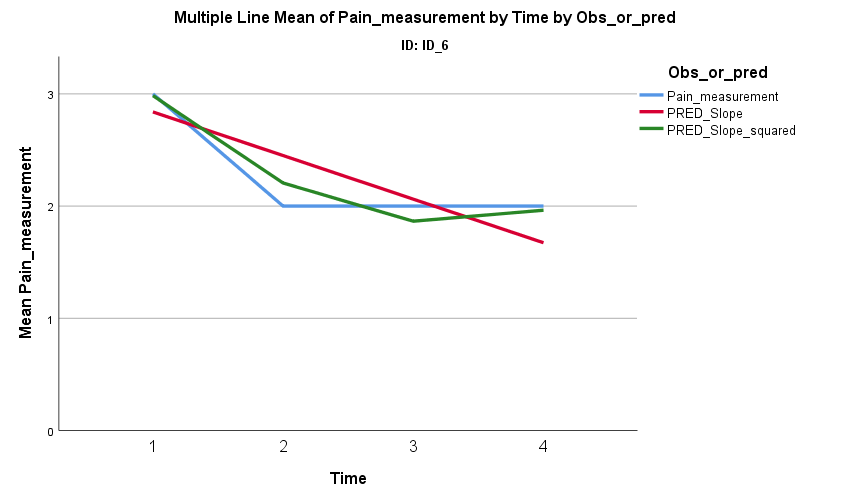 Multiple Line Mean of Pain_measurement by Time by Obs_or_pred
ID: ID_6
Obs_or_pred
Pain_measurement
PRED_Slope
PRED_Slope_squared
Mean Pain_measurement
3
2
1
0
1
2
3
4
Time